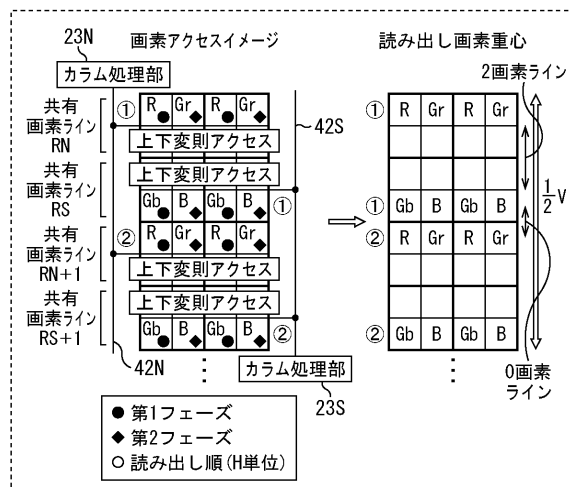 23N
画素アクセスイメージ
読み出し画素重心
カラム処理部
2画素ライン
共有
画素ライン
RN
① R Gr R Gr
上下変則アクセス
42S
① R Gr R Gr
共有
画素ライン
RS
上下変則アクセス
Gb B Gb B ①
① Gb B Gb B
1/2 V
共有
画素ライン
RN+1
② R Gr R Gr
上下変則アクセス
② R Gr R Gr
共有
画素ライン
RS+1
上下変則アクセス
Gb B Gb B ②
② Gb B Gb B
0画素
ライン
42N
カラム処理部
23S
● 第1フェーズ
◆ 第2フェーズ
○ 読み出し順(H単位)